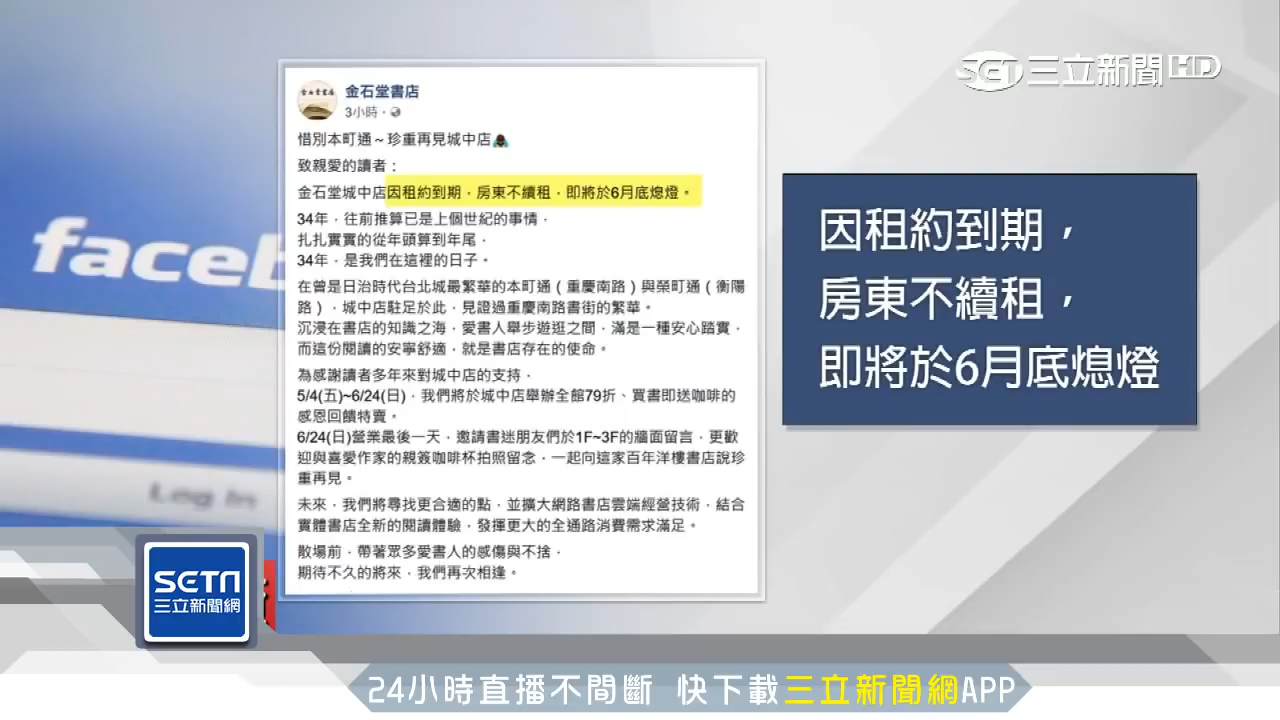 SET三立新聞HD
金石堂書店
3小時
惜別本町通～珍重再見城中店
致親愛的讀者：
金石堂城中店因租約到期，房東不續租，即將於6月底熄燈。
34年，往前推算已是上個世紀的事情，
扎扎實實的從年頭算到年尾，
34年，是我們在這裡的日子。
在曾是日治時代台北城最繁華的本町通（重慶南路）與榮町通（衡陽
路），城中店駐足於此，見證過重慶南路書街的繁華。
沉浸在書店的知識之海，愛書人舉步遊逛之間，滿是一種安心踏實，
而這份閱讀的安寧舒適，就是書店存在的使命。
為感謝讀者多年來對城中店的支持，
5/4(五)~6/24(日)，我們將於城中店舉辦全館79折、買書即送咖啡的
感恩回饋特賣。
6/24(日)營業最後一天，邀請書迷朋友們於1F~3F的牆面留言，更歡
迎與喜愛作家的親簽咖啡杯拍照留念，一起向這家百年洋樓書店說珍
重再見。
未來，我們將尋找更合適的點，並擴大網路書店雲端經營技術，結合
實體書店全新的閱讀體驗，發揮更大的全通路消費需求滿足。
散場前，帶著眾多愛書人的感傷與不捨，
期待不久的將來，我們再次相逢。
因租約到期，
房東不續租，
即將於6月底熄燈
faceb
Log In
SETN
三立新聞網
24小時直播不間斷 快下載三立新聞網APP